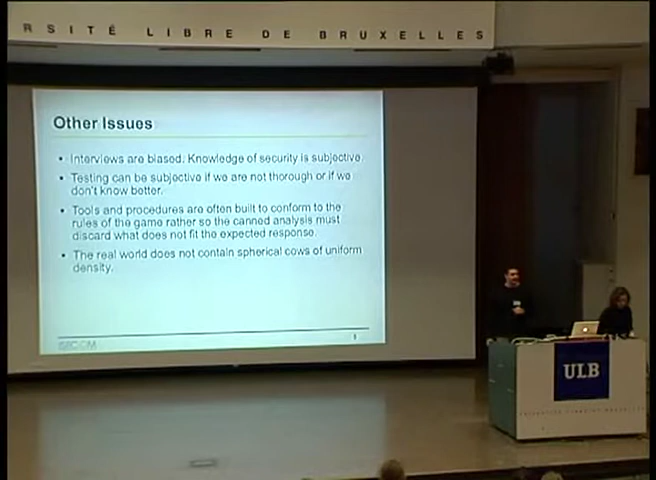 RSITÉ LIBRE DE BRUXELLES
Other Issues
• Interviews are biased. Knowledge of security is subjective.
• Testing can be subjective if we are not thorough or if we
don't know better.
• Tools and procedures are often built to conform to the
rules of the game rather so the canned analysis must
discard what does not fit the expected response.
• The real world does not contain spherical cows of uniform
density.
ISECOM
ULB